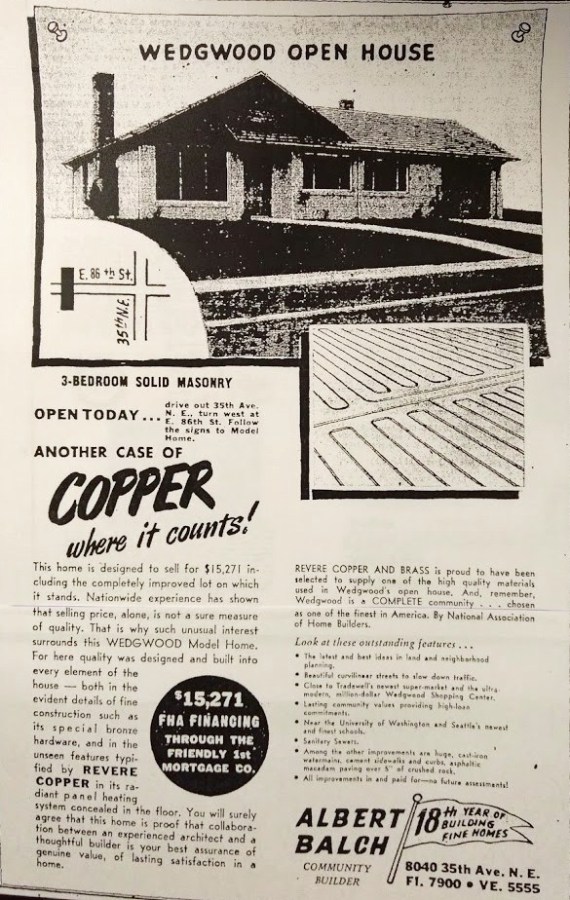 WEDGWOOD OPEN HOUSE
E. 86 th St.
35th N.E.
3-BEDROOM SOLID MASONRY
OPEN TODAY...
drive out 35th Ave.
N. E., turn west at
E. 86th St. Follow
the signs to Model
Home.
ANOTHER CASE OF
COPPER
where it counts!
This home is designed to sell for $15,271 in-
cluding the completely improved lot on which
it stands. Nationwide experience has shown
that selling price, alone, is not a sure measure
of quality. That is why such unusual interest
surrounds this WEDGWOOD Model Home.
For here quality was designed and built into
every element of the
house — both in the
evident details of fine
construction such as
its special bronze
hardware, and in the
unseen features typi-
fied by REVERE
COPPER in its ra-
diant panel heating
system concealed in the floor. You will surely
agree that this home is proof that collabora-
tion between an experienced architect and a
thoughtful builder is your best assurance of
genuine value, of lasting satisfaction in a
home.
$15,271
FHA FINANCING
THROUGH THE
FRIENDLY 1st
MORTGAGE CO.
REVERE COPPER AND BRASS is proud to have been
selected to supply one of the high quality materials
used in Wedgwood's open house. And, remember,
Wedgwood is a COMPLETE community . . . chosen
as one of the finest in America. By National Association
of Home Builders.
Look at these outstanding features . . .
• The latest and best ideas in land and neighborhood
planning.
• Beautiful curvilinear streets to slow down traffic.
• Close to Tradewell's newest super-market and the ultra-
modern, million-dollar Wedgwood Shopping Center.
• Lasting community values providing high-loan
commitments.
• Near the University of Washington and Seattle's newest
and finest schools.
• Sanitary Sewers.
• Among the other improvements are huge, cast-iron
watermains, cement sidewalks and curbs, asphaltic
macadam paving over of crushed rock.
• All improvements in and paid for—no future assessments!
ALBERT
BALCH
COMMUNITY
BUILDER
18th YEAR OF
BUILDING
FINE HOMES
8040 35th Ave. N. E.
FI. 7900 • VE. 5555